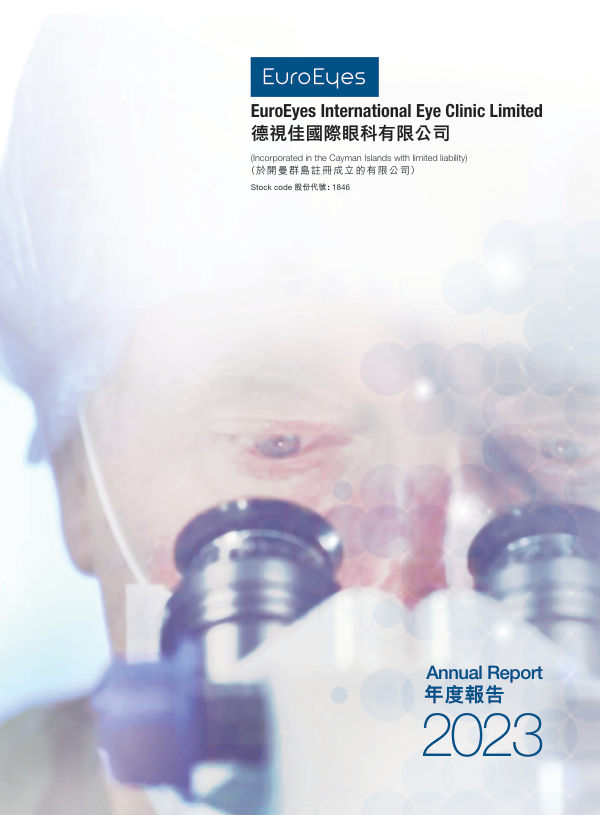 EuroEyes
EuroEyes International Eye Clinic Limited
德視佳國際眼科有限公司
(Incorporated in the Cayman Islands with limited liability)
（於開曼群島註冊成立的有限公司）
Stock code 股份代號：1846
Annual Report
年度報告
2023